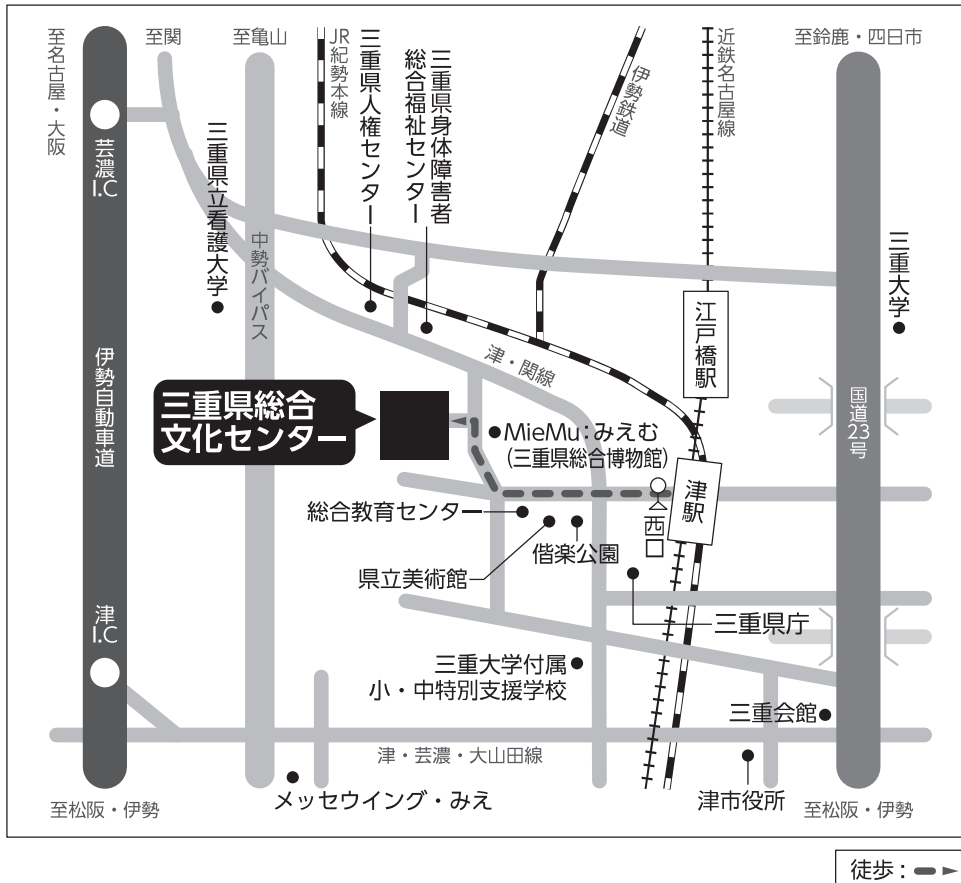 至名古屋・大阪
至関
至亀山
JR紀勢本線
三重県人権センター
三重県身体障害者
総合福祉センター
伊勢鉄道
近鉄名古屋線
至鈴鹿・四日市
芸濃
I.C
三重県立看護大学
中勢バイパス
三重大学
江戸橋駅
伊勢自動車道
津・関線
国道23号
三重県総合
文化センター
MieMu:みえむ
(三重県総合博物館)
津駅
西口
総合教育センター
偕楽公園
県立美術館
津
I.C
三重県庁
三重大学付属
小・中特別支援学校
三重会館
津・芸濃・大山田線
メッセウイング・みえ
津市役所
至松阪・伊勢
至松阪・伊勢
徒歩: